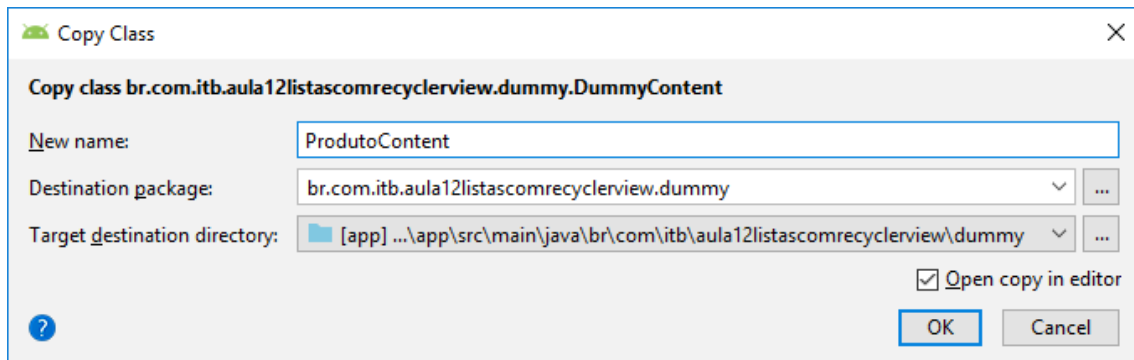 Copy Class
Copy class br.com.itb.aula12listascomrecyclerview.dummy.DummyContent
New name: ProdutoContent
Destination package: br.com.itb.aula12listascomrecyclerview.dummy ...
Target destination directory: [app] ...\app\src\main\java\br\com\itb\aula12listascomrecyclerview\dummy ...
Open copy in editor
? OK Cancel